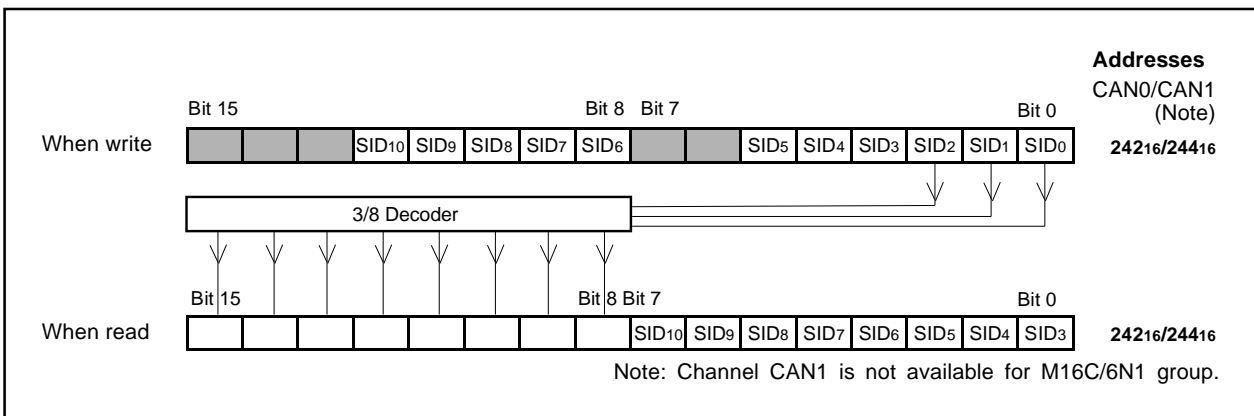 Addresses
CAN0/CAN1
(Note)
Bit 15 Bit 8 Bit 7 Bit 0
When write SID10 SID9 SID8 SID7 SID6 SID5 SID4 SID3 SID2 SID1 SID0 24216/24416
3/8 Decoder
Bit 15 Bit 8 Bit 7 Bit 0
When read SID10 SID9 SID8 SID7 SID6 SID5 SID4 SID3 24216/24416
Note: Channel CAN1 is not available for M16C/6N1 group.